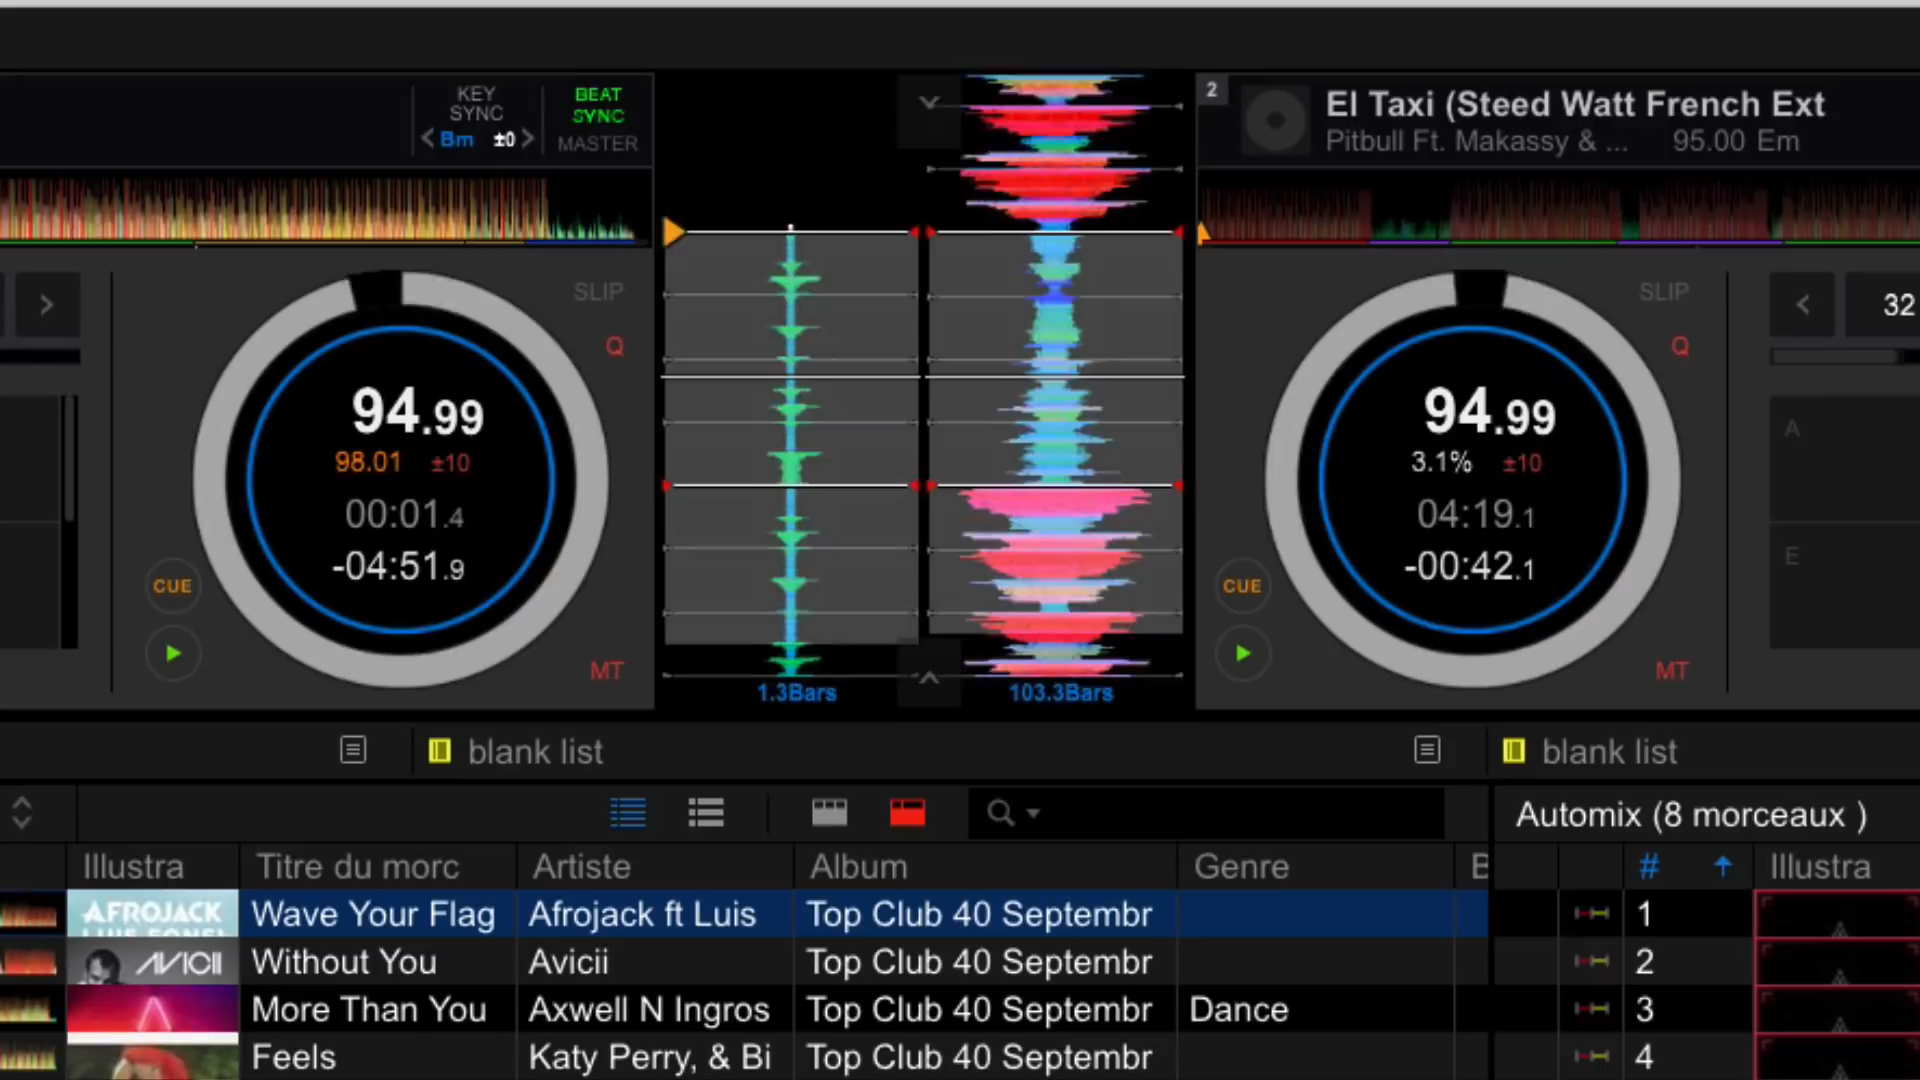 KEY SYNC
Bm ±0
BEAT SYNC
MASTER
2
El Taxi (Steed Watt French Ext
Pitbull Ft. Makassy & ... 95.00 Em
SLIP
Q
94.99
98.01 ±10
00:01.4
-04:51.9
CUE
MT
1.3Bars
103.3Bars
SLIP
Q
94.99
3.1% ±10
04:19.1
-00:42.1
CUE
MT
32
A
E
blank list
blank list
Automix (8 morceaux )
Illustra Titre du morc Artiste Album Genre
# Illustra
AFROJACK Wave Your Flag Afrojack ft Luis Top Club 40 Septembr 1
AVICII Without You Avicii Top Club 40 Septembr 2
More Than You Axwell N Ingros Top Club 40 Septembr Dance 3
Feels Katy Perry, & Bi Top Club 40 Septembr 4